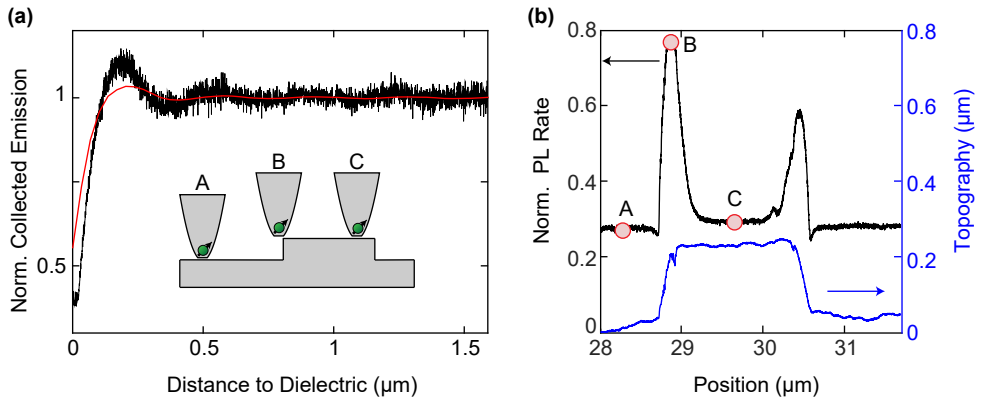 (a)
Norm. Collected Emission
1
0.5
A
B
C
0
0.5
1
1.5
Distance to Dielectric (μm)
(b)
Norm. PL Rate
0.8
0.6
0.4
0.2
0
A
B
C
28
29
30
31
Position (μm)
0.8
0.6
0.4
0.2
0
Topography (μm)